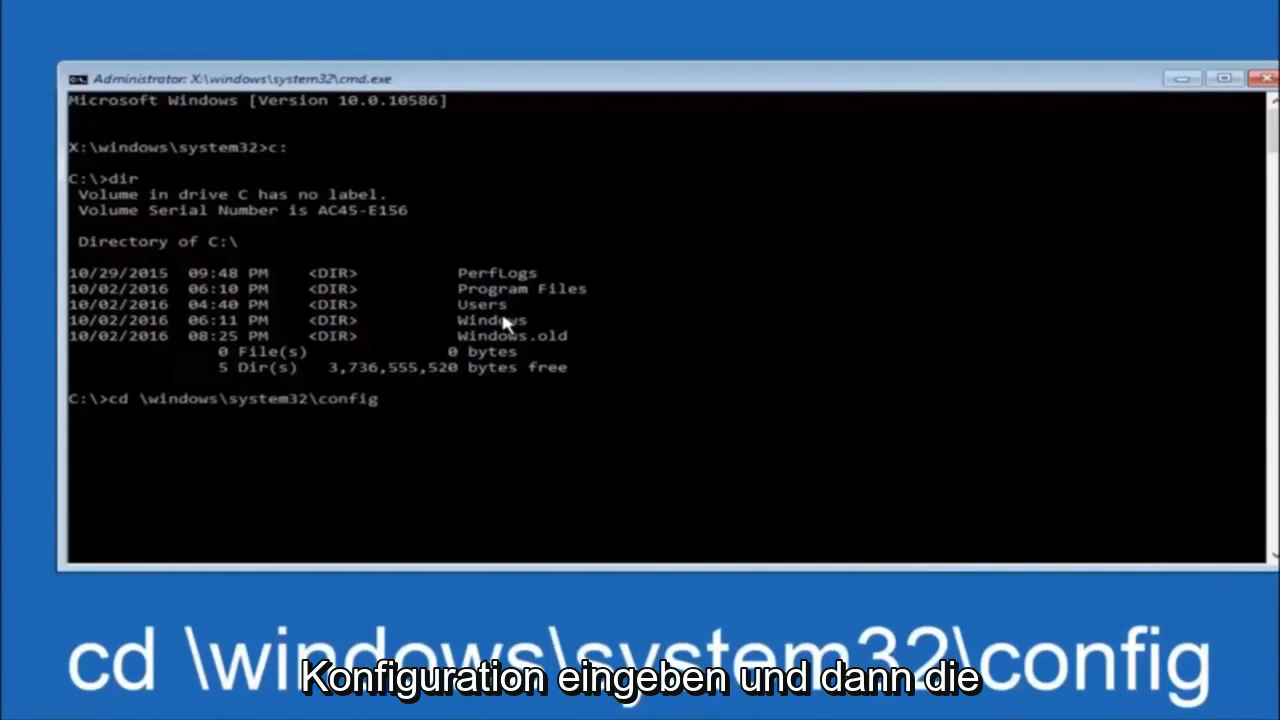 Administrator: X:\windows\system32\cmd.exe
Microsoft Windows [Version 10.0.10586]
X:\windows\system32>c:
C:\>dir
Volume in drive C has no label.
Volume Serial Number is AC45-E156
Directory of C:\
10/29/2015 09:48 PM <DIR> PerfLogs
10/02/2016 06:10 PM <DIR> Program Files
10/02/2016 04:40 PM <DIR> Users
10/02/2016 06:11 PM <DIR> Windows
10/02/2016 08:25 PM <DIR> Windows.old
0 File(s) 0 bytes
5 Dir(s) 3,736,555,520 bytes free
C:\>cd \windows\system32\config
cd \windows\system32\config
Konfiguration eingeben und dann die